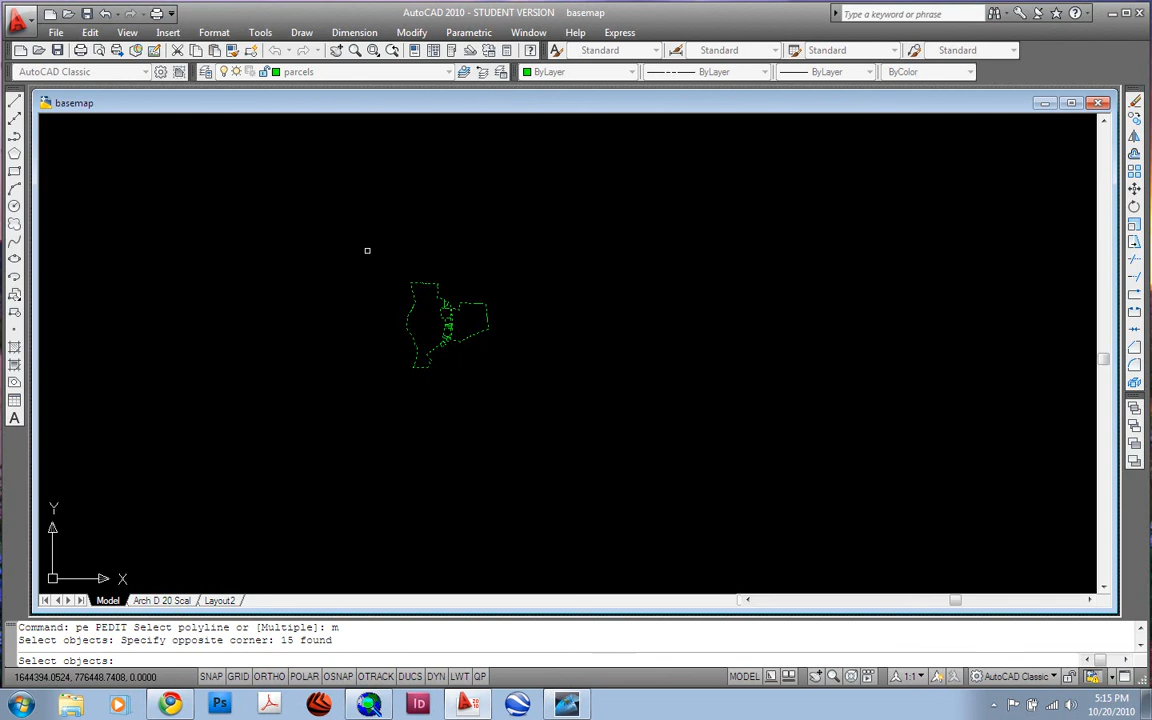 AutoCAD 2010 - STUDENT VERSION basemap
Type a keyword or phrase
File Edit View Insert Format Tools Draw Dimension Modify Parametric Window Help Express
Standard Standard Standard Standard
AutoCAD Classic parcels ByLayer ByLayer ByLayer ByColor
basemap
Y
X
Model Arch D 20 Scal Layout2
Command: pe PEDIT Select polyline or [Multiple]: m
Select objects: Specify opposite corner: 15 found
Select objects:
1644394.0524, 776448.7408, 0.0000 SNAP GRID ORTHO POLAR OSNAP OTRACK DUCS DYN LWT QP MODEL 1:1 AutoCAD Classic
Ps ID
5:15 PM
10/20/2010